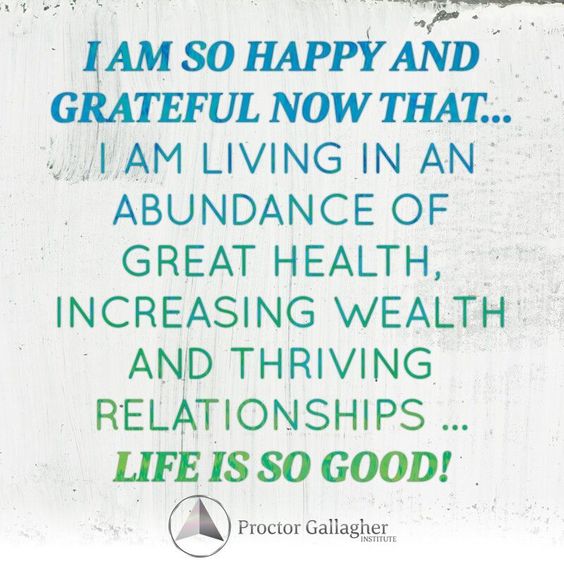 I AM SO HAPPY AND
GRATEFUL NOW THAT...
I AM LIVING IN AN
ABUNDANCE OF
GREAT HEALTH,
INCREASING WEALTH
AND THRIVING
RELATIONSHIPS ...
LIFE IS SO GOOD!
Proctor Gallagher
INSTITUTE